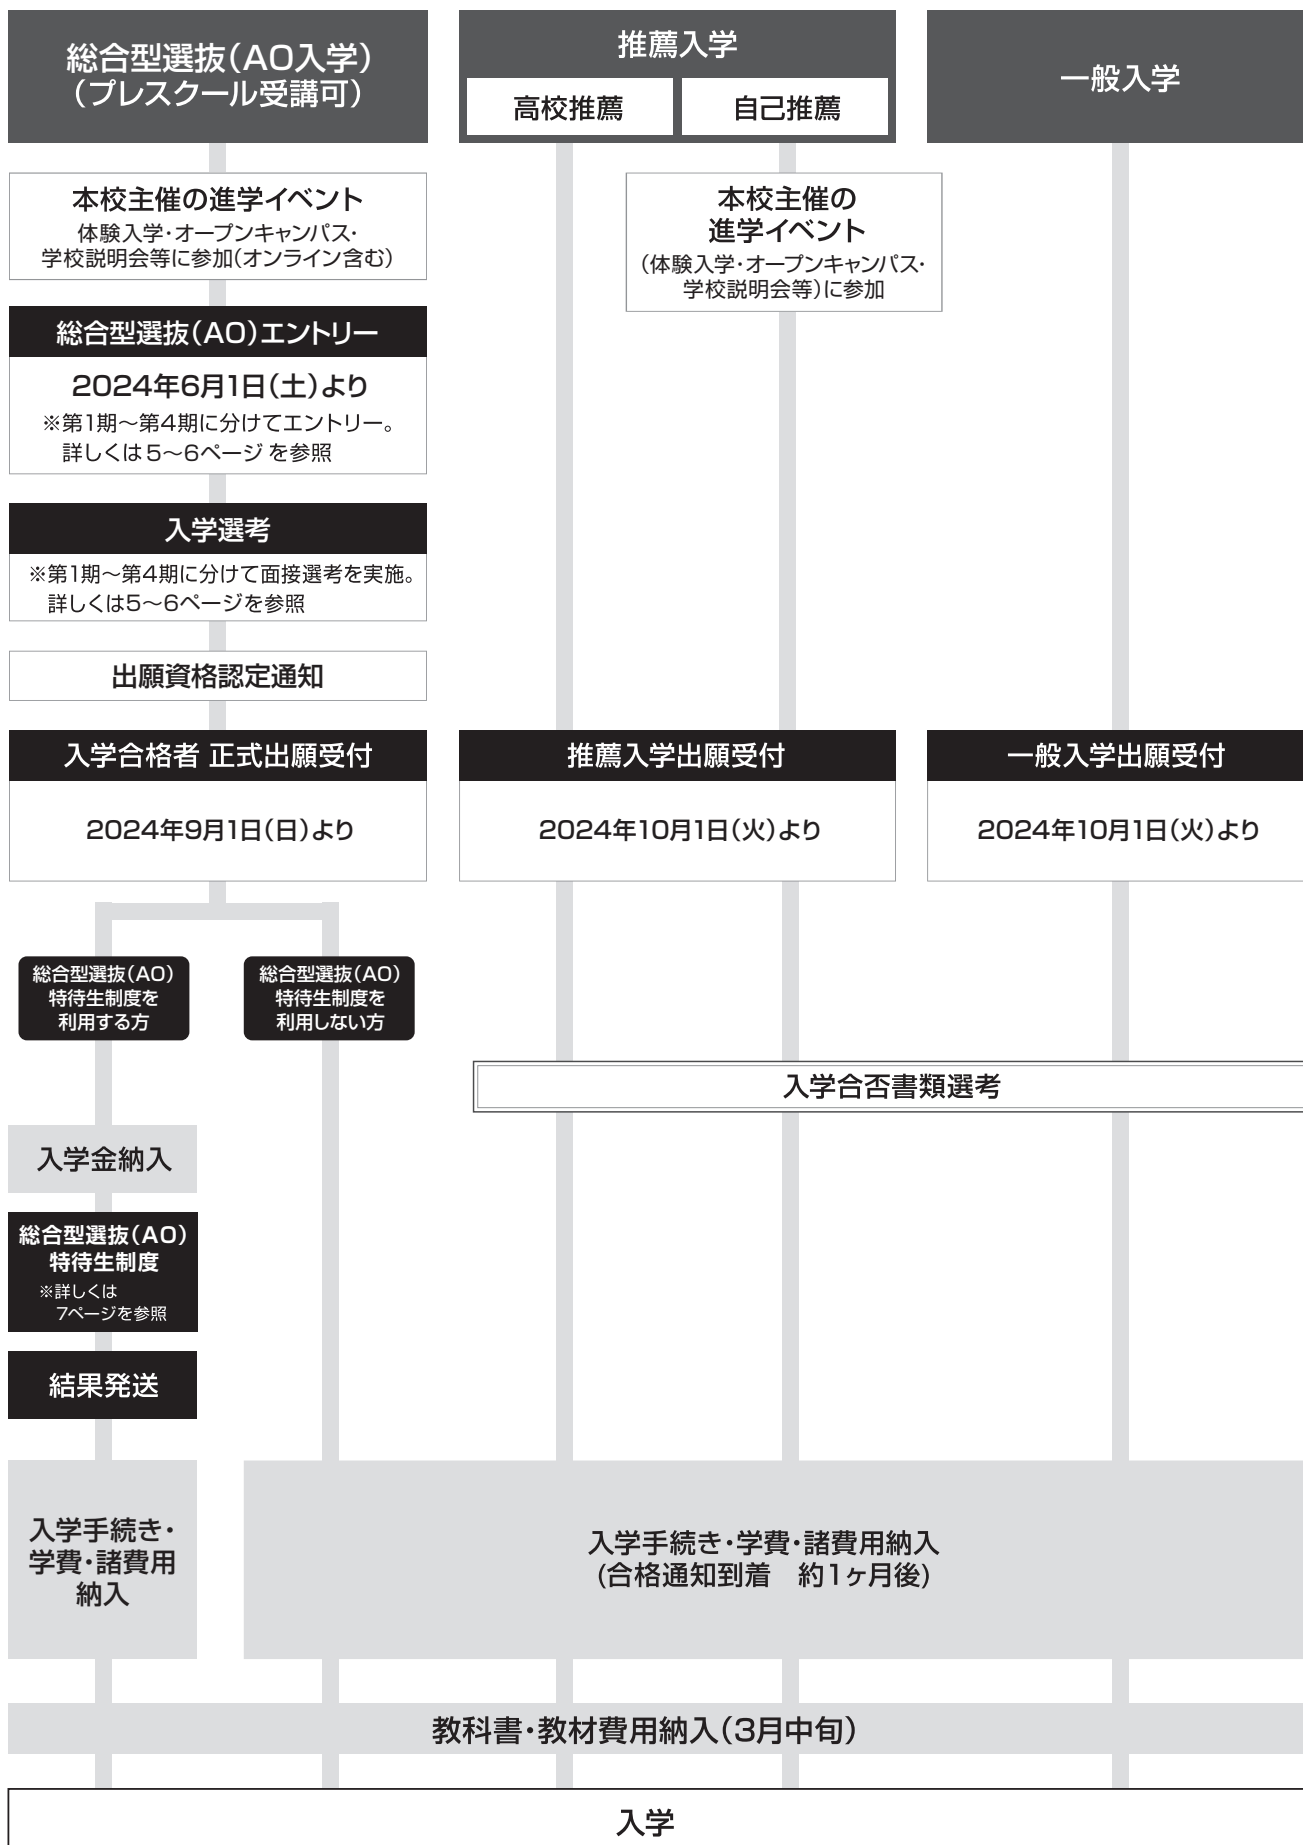 総合型選抜(AO入学)
(プレスクール受講可)
推薦入学
高校推薦
自己推薦
一般入学
本校主催の進学イベント
体験入学・オープンキャンパス・
学校説明会等に参加(オンライン含む)
本校主催の
進学イベント
(体験入学・オープンキャンパス・
学校説明会等)に参加
総合型選抜(AO)エントリー
2024年6月1日(土)より
※第1期〜第4期に分けてエントリー。
詳しくは5〜6ページ を参照
入学選考
※第1期〜第4期に分けて面接選考を実施。
詳しくは5〜6ページを参照
出願資格認定通知
入学合格者 正式出願受付
2024年9月1日(日)より
推薦入学出願受付
2024年10月1日(火)より
一般入学出願受付
2024年10月1日(火)より
総合型選抜(AO)
特待生制度を
利用する方
総合型選抜(AO)
特待生制度を
利用しない方
入学合否書類選考
入学金納入
総合型選抜(AO)
特待生制度
※詳しくは
7ページを参照
結果発送
入学手続き・
学費・諸費用
納入
入学手続き・学費・諸費用納入
(合格通知到着 約1ヶ月後)
教科書・教材費用納入(3月中旬)
入学